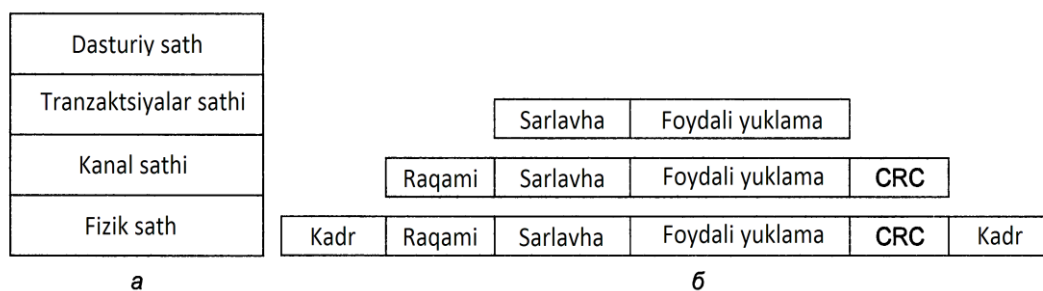 Dasturiy sath
Tranzaktsiyalar sathi
Sarlavha Foydali yuklama
Kanal sathi
Raqami Sarlavha Foydali yuklama CRC
Fizik sath
Kadr Raqami Sarlavha Foydali yuklama CRC Kadr
а б